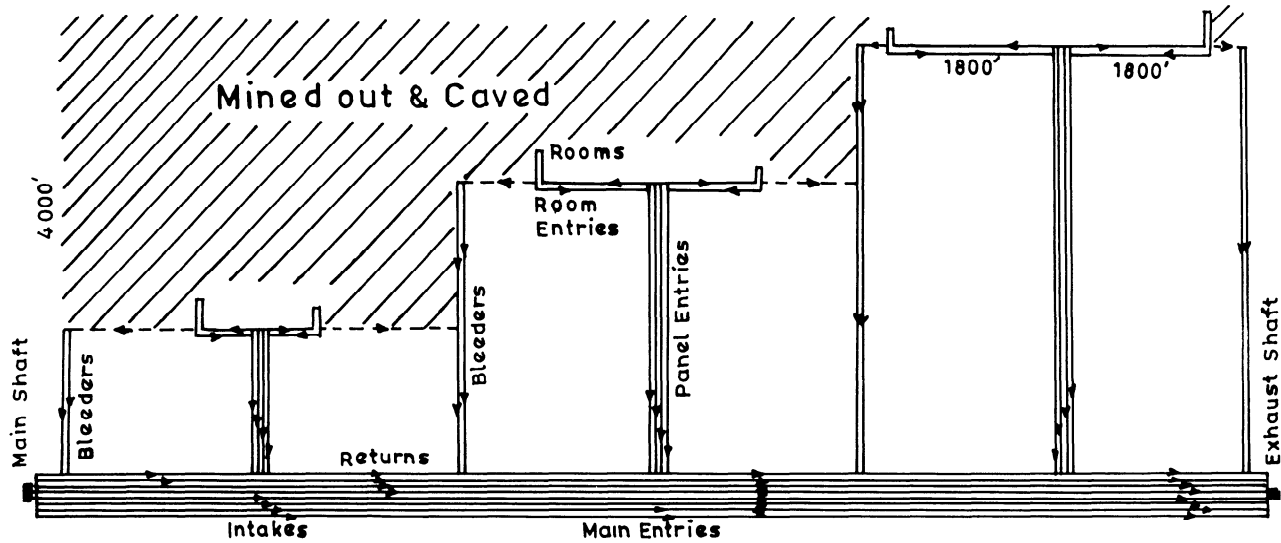 Mined out & Caved
1800'
1800'
4000'
Rooms
Room
Entries
Panel Entries
Bleeders
Bleeders
Main Shaft
Exhaust Shaft
Returns
Intakes
Main Entries